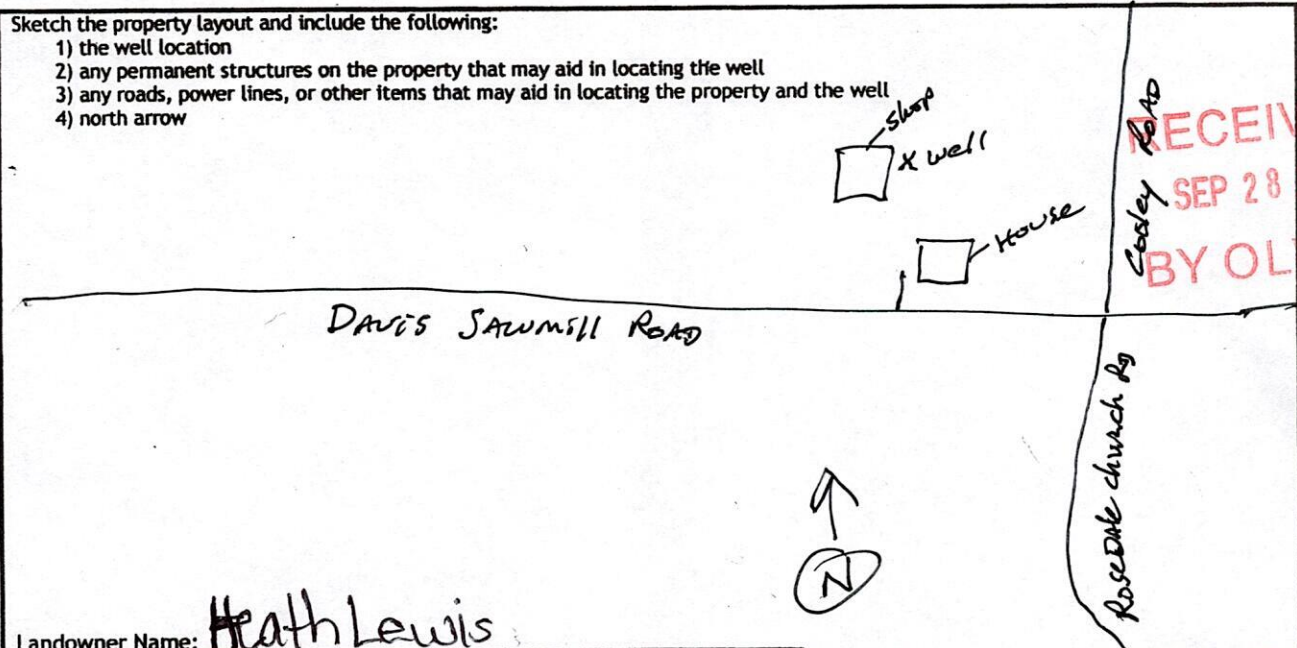 Sketch the property layout and include the following:
1) the well location
2) any permanent structures on the property that may aid in locating the well
3) any roads, power lines, or other items that may aid in locating the property and the well
4) north arrow
shop
x well
House
ROAD
RECEIV
SEP 28
BY OL
DAVIS SAWMILL ROAD
RoseDAle church RD
N
Landowner Name: Heath Lewis